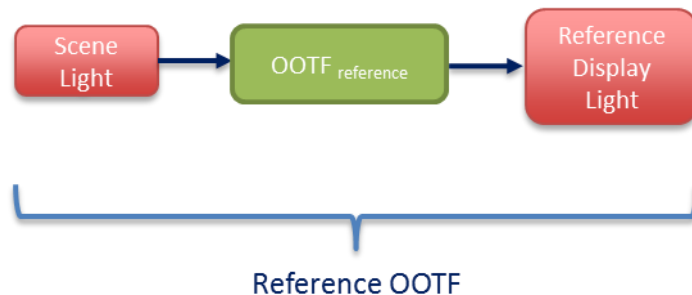 Scene
Light
OOTF reference
Reference
Display
Light
Reference OOTF